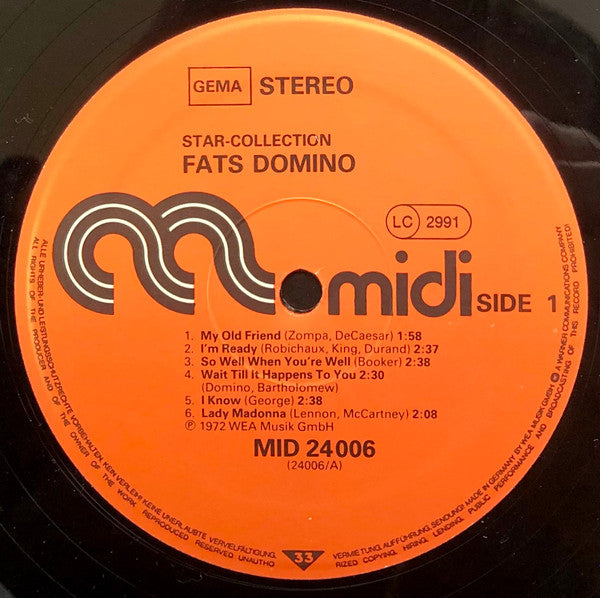 GEMA STEREO
STAR-COLLECTION
FATS DOMINO
LC 2991
midi SIDE 1
1. My Old Friend (Zompa, DeCaesar) 1:58
2. I'm Ready (Robichaux, King, Durand) 2:37
3. So Well When You're Well (Booker) 2:38
4. Wait Till It Happens To You 2:30
(Domino, Bartholomew)
5. I Know (George) 2:38
6. Lady Madonna (Lennon, McCartney) 2:08
Ⓟ 1972 WEA Musik GmbH
MID 24 006
(24006/A)
33
ALLE URHEBER- UND LEISTUNGSSCHUTZRECHTE VORBEHALTEN. KEIN VERLEIH! KEINE UNERLAUBTE VERVIELFÄLTIGUNG, VERMIETUNG, AUFFÜHRUNG, SENDUNG! MADE IN GERMANY BY WEA MUSIK GMBH A WARNER COMMUNICATIONS COMPANY
ALL RIGHTS OF THE PRODUCER AND OF THE OWNER OF THE WORK REPRODUCED RESERVED. UNAUTHORIZED COPYING, HIRING, LENDING, PUBLIC PERFORMANCE AND BROADCASTING OF THIS RECORD PROHIBITED!